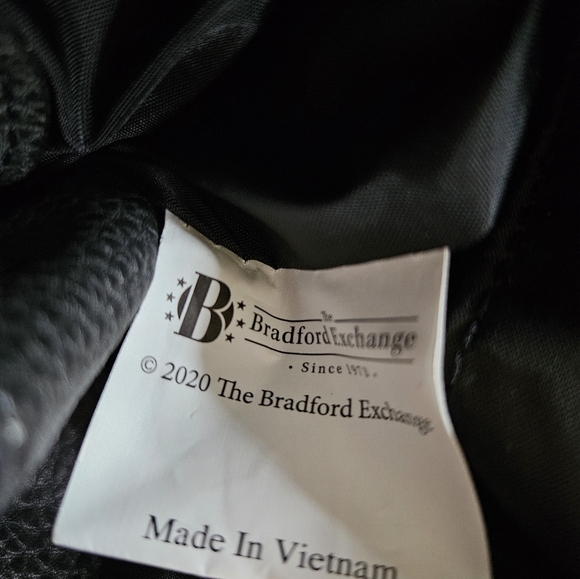 B
The
Bradford Exchange
• Since 1973 •
© 2020 The Bradford Exchange
Made In Vietnam